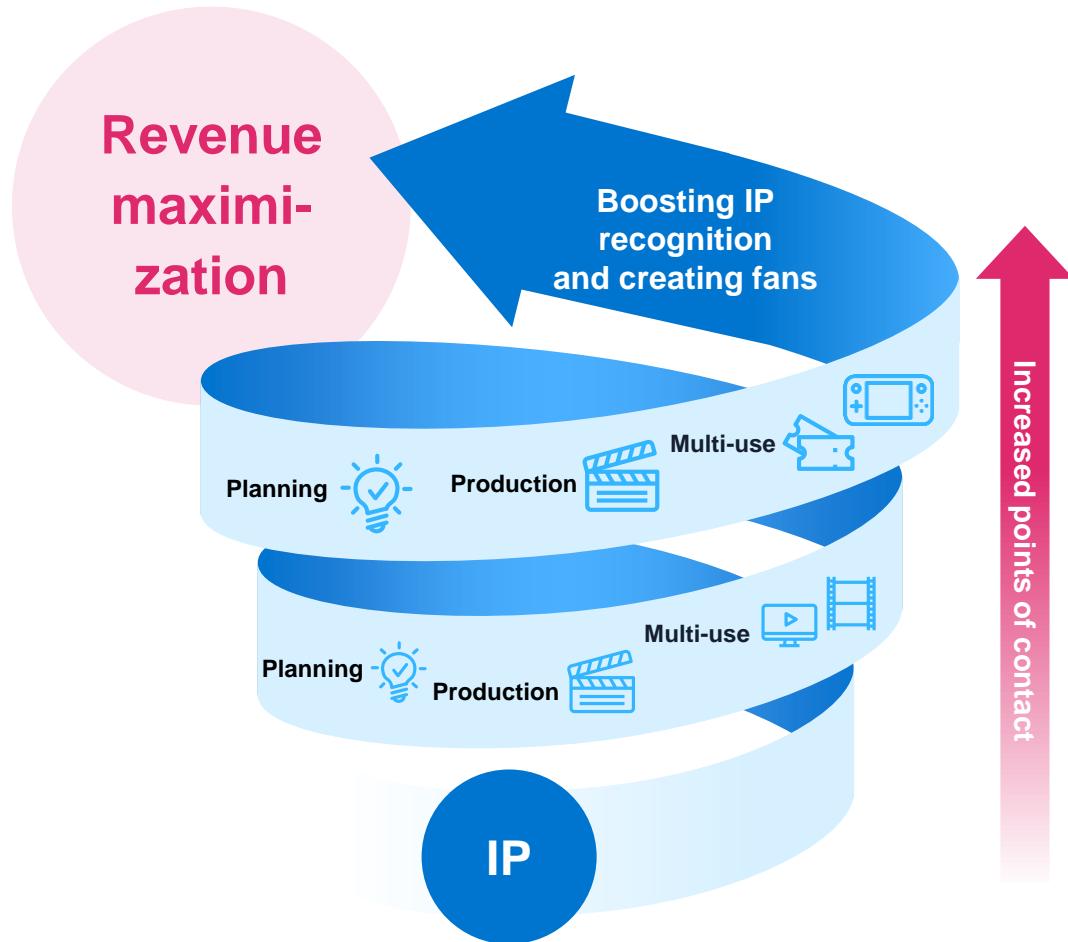 Revenue
maximi-
zation
Boosting IP
recognition
and creating fans
Increased points of contact
Multi-use
Production
Planning
Multi-use
Planning
Production
IP